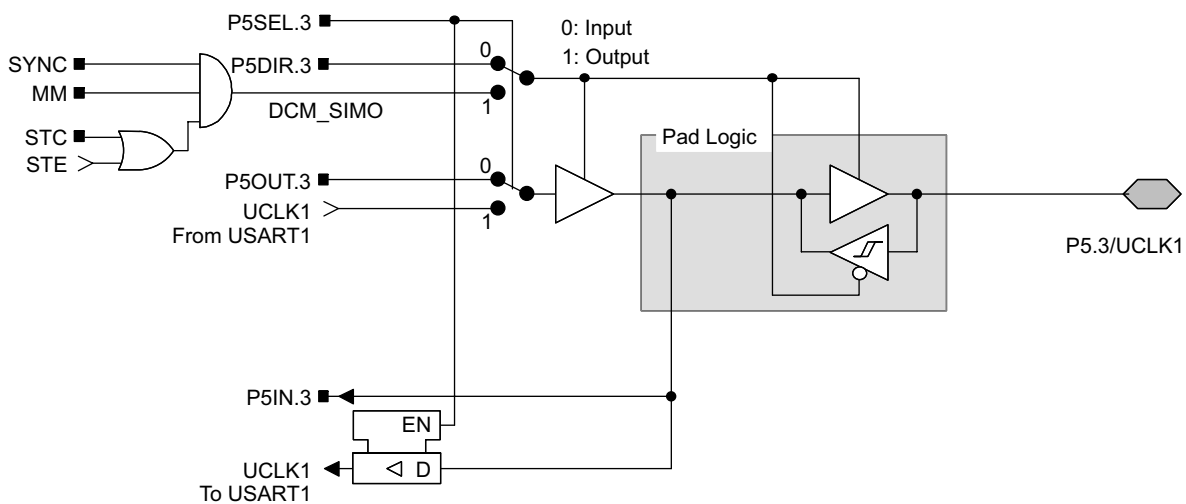 P5SEL.3
0: Input
1: Output
SYNC
P5DIR.3
0
MM
DCM_SIMO
1
STC
STE
Pad Logic
P5OUT.3
0
UCLK1
From USART1
1
P5.3/UCLK1
P5IN.3
EN
UCLK1
To USART1
D